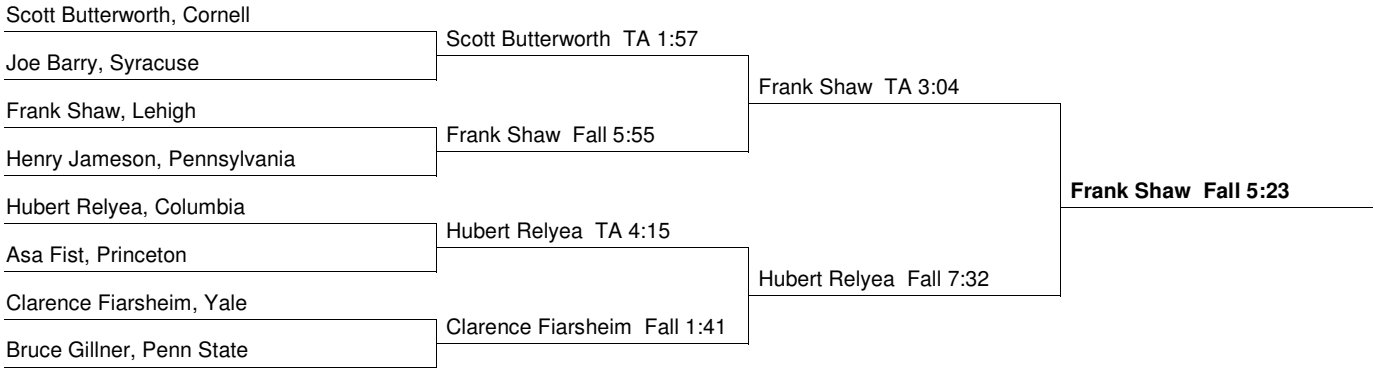 Scott Butterworth, Cornell
Joe Barry, Syracuse
Frank Shaw, Lehigh
Henry Jameson, Pennsylvania
Hubert Relyea, Columbia
Asa Fist, Princeton
Clarence Fiarsheim, Yale
Bruce Gillner, Penn State
Scott Butterworth  TA 1:57
Frank Shaw  Fall 5:55
Hubert Relyea  TA 4:15
Clarence Fiarsheim  Fall 1:41
Frank Shaw  TA 3:04
Hubert Relyea  Fall 7:32
Frank Shaw  Fall 5:23